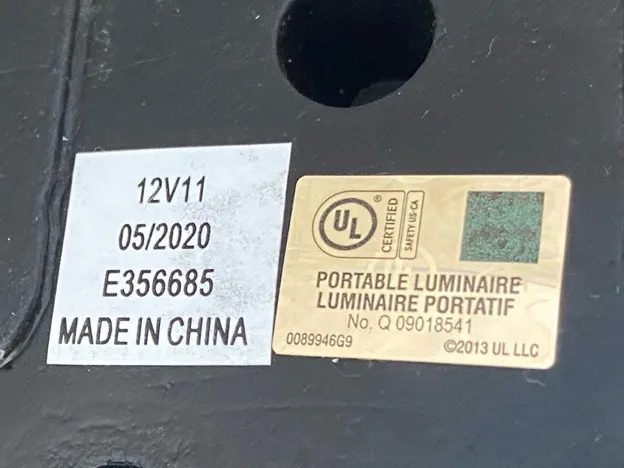 12V11
05/2020
E356685
MADE IN CHINA
UL ®
CERTIFIED
SAFETY US-CA
PORTABLE LUMINAIRE
LUMINAIRE PORTATIF
No. Q 09018541
0089946G9
©2013 UL LLC